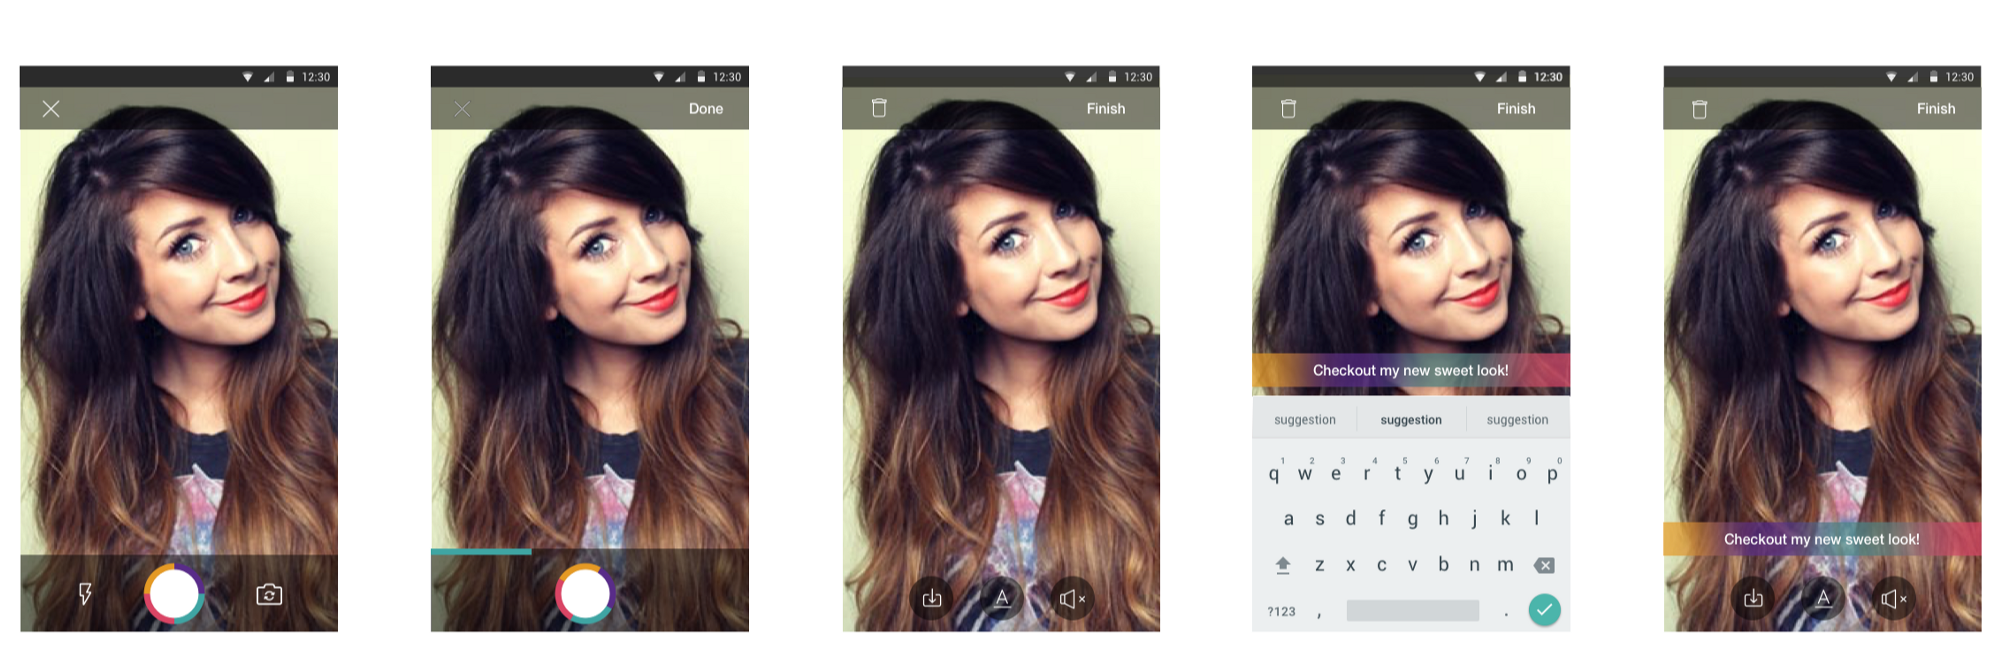 12:30
12:30
Done
12:30
Finish
12:30
Finish
Checkout my new sweet look!
suggestion suggestion suggestion
1 2 3 4 5 6 7 8 9 0
q w e r t y u i o p
a s d f g h j k l
z x c v b n m
?123 , .
12:30
Finish
Checkout my new sweet look!
A
A